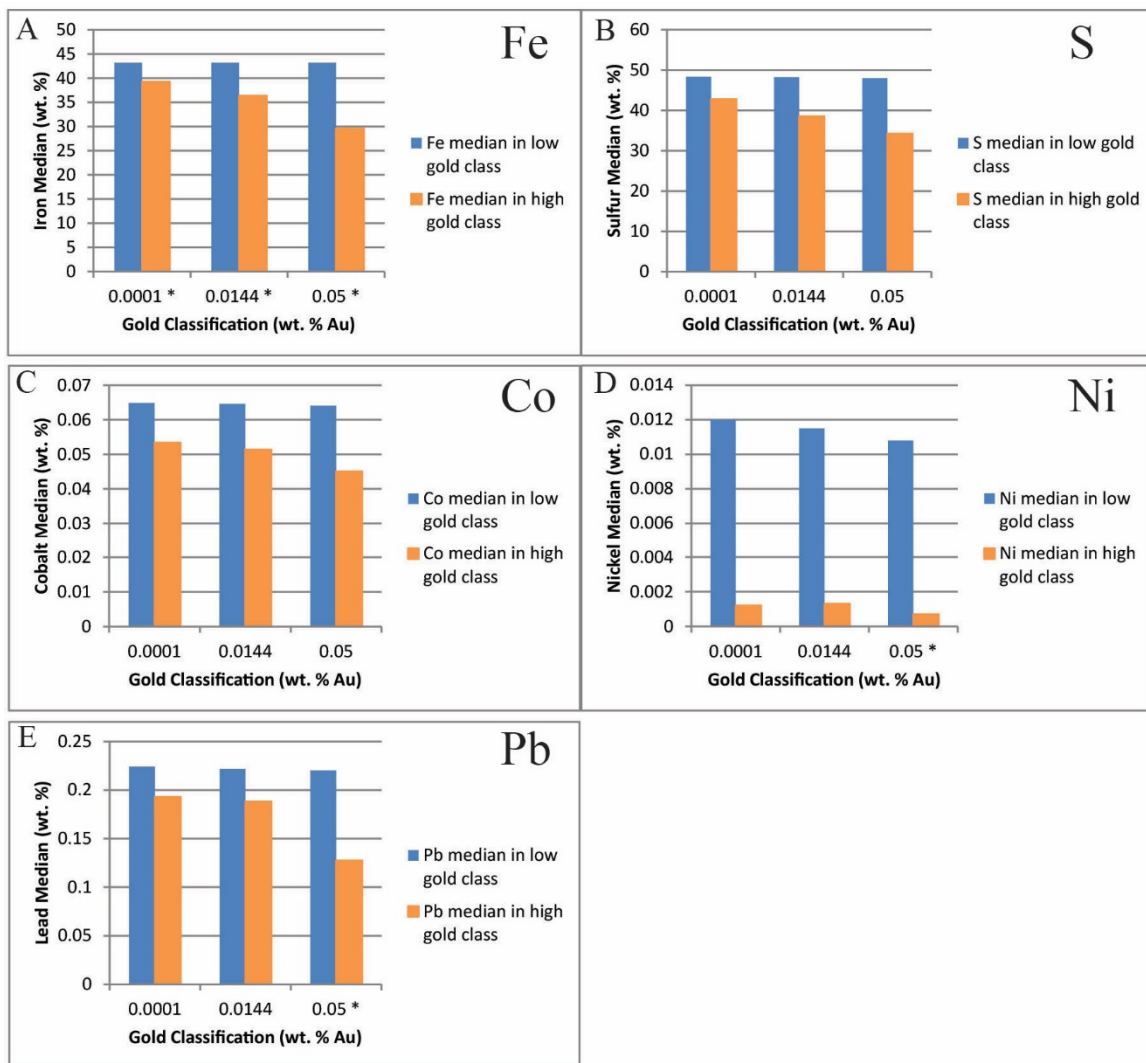 A
Fe
Iron Median (wt. %)
50
45
40
35
30
25
20
15
10
5
0
0.0001 *
0.0144 *
0.05 *
Gold Classification (wt. % Au)
Fe median in low
gold class
Fe median in high
gold class
B
S
Sulfur Median (wt. %)
60
50
40
30
20
10
0
0.0001
0.0144
0.05
Gold Classification (wt. % Au)
S median in low gold
class
S median in high gold
class
C
Co
Cobalt Median (wt. %)
0.07
0.06
0.05
0.04
0.03
0.02
0.01
0
0.0001
0.0144
0.05
Gold Classification (wt. % Au)
Co median in low
gold class
Co median in high
gold class
D
Ni
Nickel Median (wt. %)
0.014
0.012
0.01
0.008
0.006
0.004
0.002
0
0.0001
0.0144
0.05 *
Gold Classification (wt. % Au)
Ni median in low
gold class
Ni median in high
gold class
E
Pb
Lead Median (wt. %)
0.25
0.2
0.15
0.1
0.05
0
0.0001
0.0144
0.05 *
Gold Classification (wt. % Au)
Pb median in low
gold class
Pb median in high
gold class